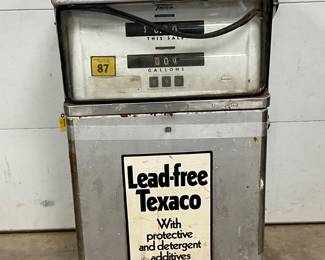 THIS SALE
GALLONS
87
Lead-free
Texaco
With
protective
and detergent
additives